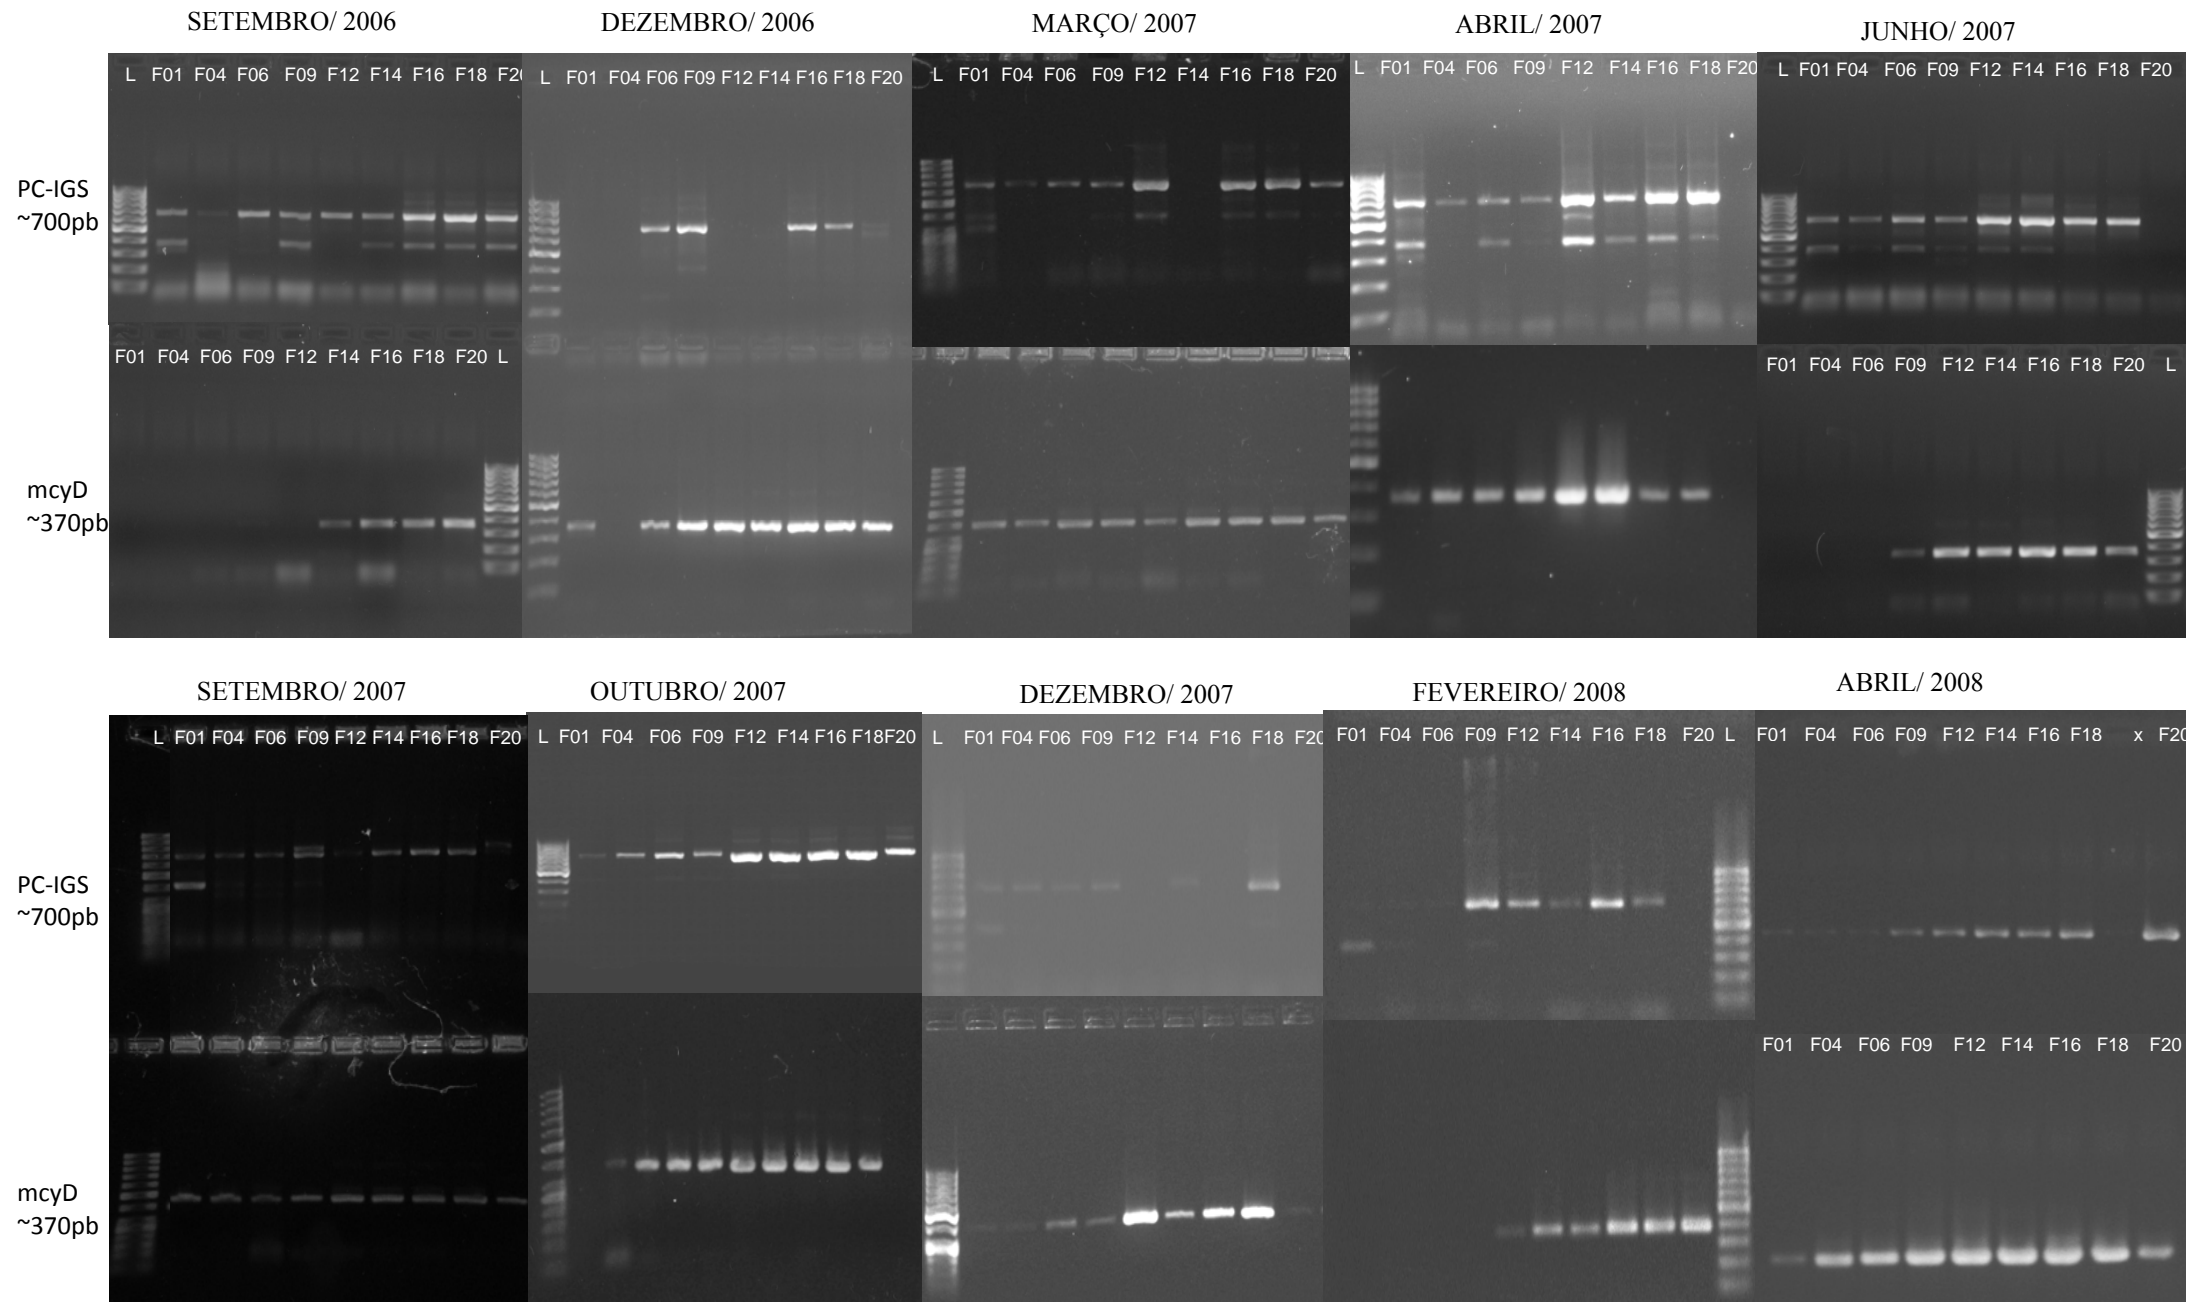 SETEMBRO/ 2006
DEZEMBRO/ 2006
MARÇO/ 2007
ABRIL/ 2007
JUNHO/ 2007
L F01 F04 F06 F09 F12 F14 F16 F18 F20
L F01 F04 F06 F09 F12 F14 F16 F18 F20
L F01 F04 F06 F09 F12 F14 F16 F18 F20
L F01 F04 F06 F09 F12 F14 F16 F18 F20
L F01 F04 F06 F09 F12 F14 F16 F18 F20
PC-IGS
~700pb
F01 F04 F06 F09 F12 F14 F16 F18 F20 L
F01 F04 F06 F09 F12 F14 F16 F18 F20 L
mcyD
~370pb
SETEMBRO/ 2007
OUTUBRO/ 2007
DEZEMBRO/ 2007
FEVEREIRO/ 2008
ABRIL/ 2008
L F01 F04 F06 F09 F12 F14 F16 F18 F20
L F01 F04 F06 F09 F12 F14 F16 F18 F20
L F01 F04 F06 F09 F12 F14 F16 F18 F20
F01 F04 F06 F09 F12 F14 F16 F18 F20 L
F01 F04 F06 F09 F12 F14 F16 F18 x F20
PC-IGS
~700pb
F01 F04 F06 F09 F12 F14 F16 F18 F20
mcyD
~370pb